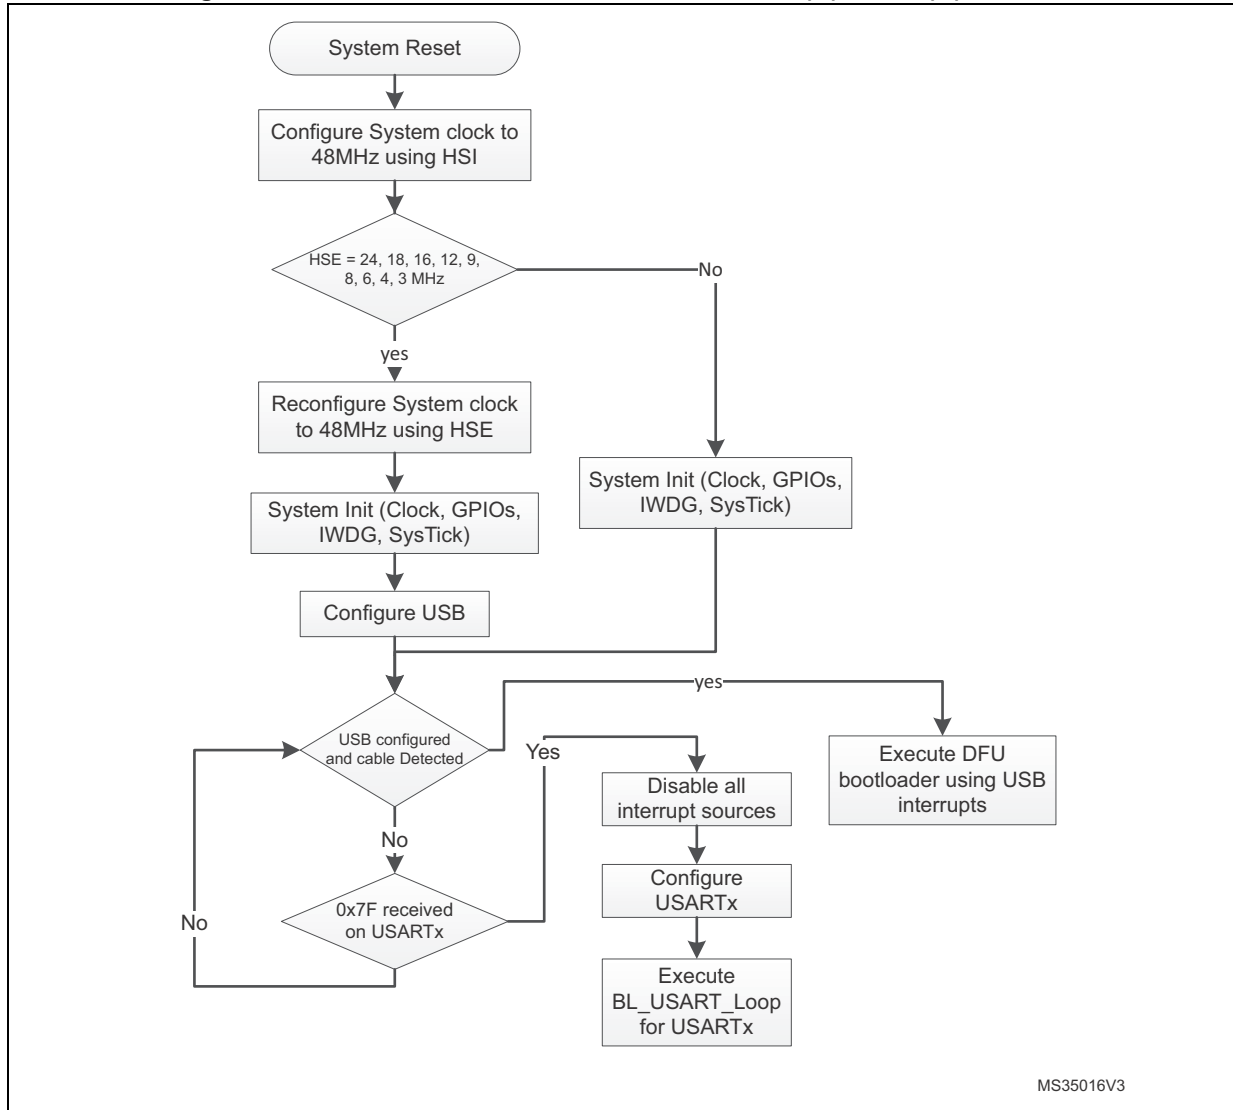 System Reset
Configure System clock to
48MHz using HSI
HSE = 24, 18, 16, 12, 9,
8, 6, 4, 3 MHz
No
yes
Reconfigure System clock
to 48MHz using HSE
System Init (Clock, GPIOs,
IWDG, SysTick)
System Init (Clock, GPIOs,
IWDG, SysTick)
Configure USB
yes
USB configured
and cable Detected
Yes
Execute DFU
bootloader using USB
interrupts
Disable all
interrupt sources
No
Configure
USARTx
0x7F received
on USARTx
No
Execute
BL_USART_Loop
for USARTx
MS35016V3